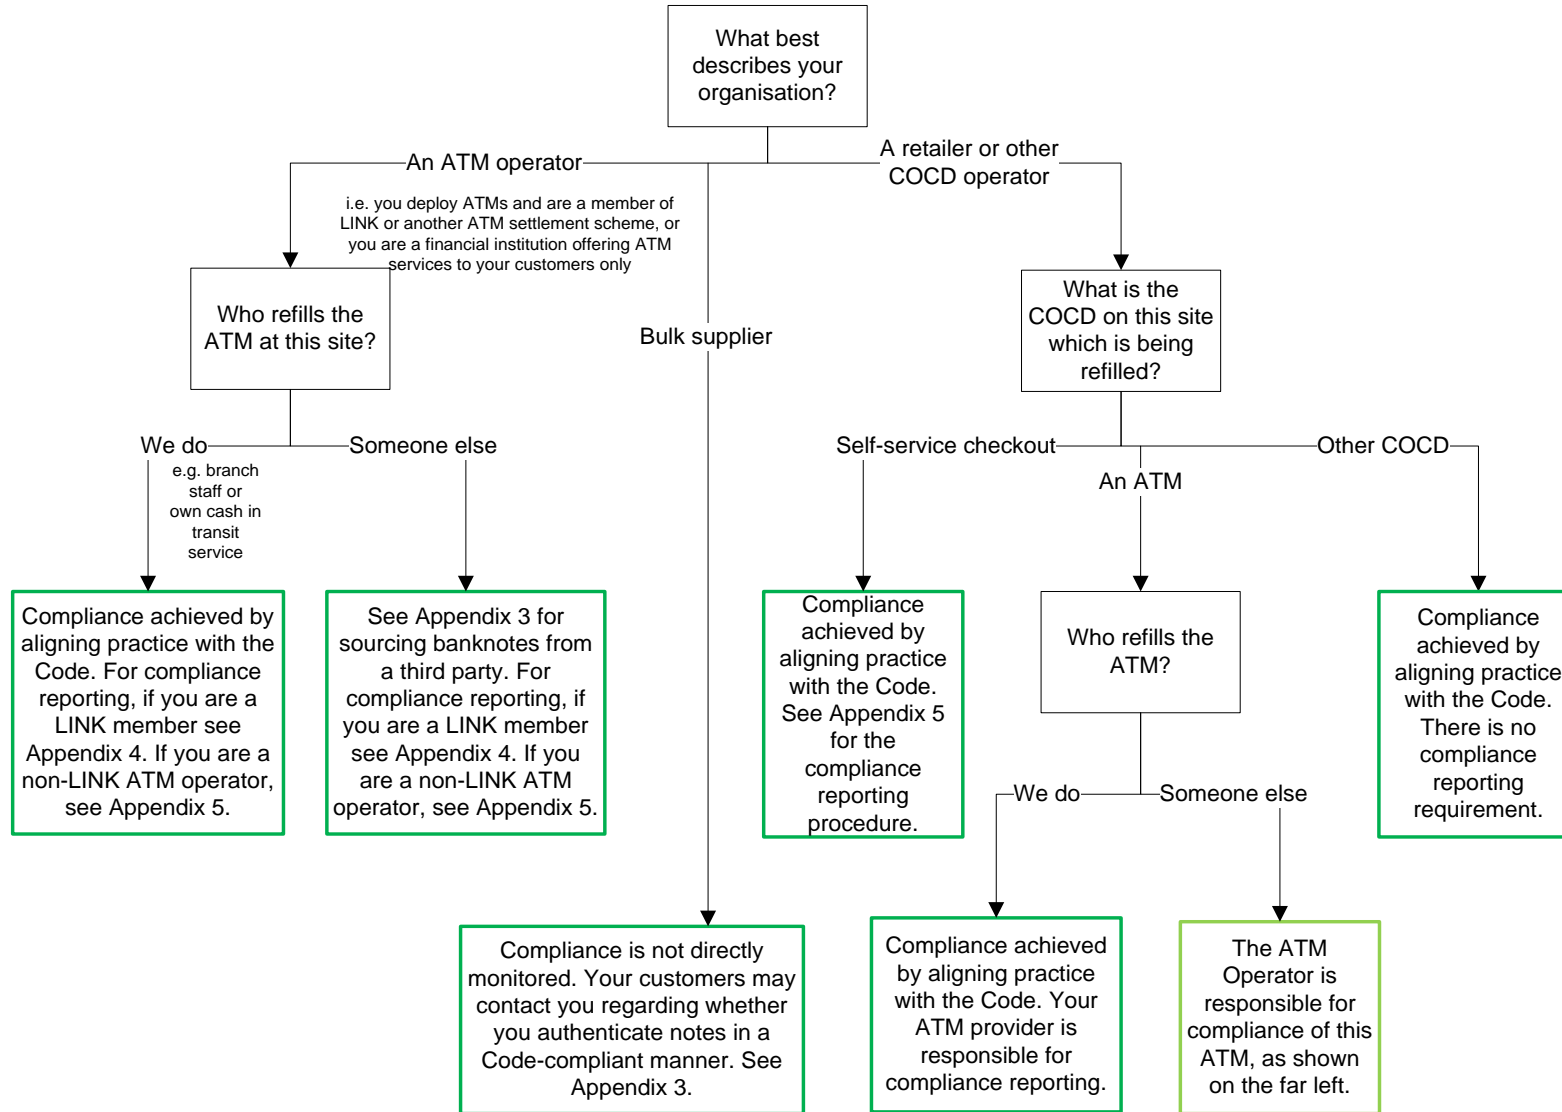 What best
describes your
organisation?
An ATM operator
A retailer or other
COCD operator
i.e. you deploy ATMs and are a member of
LINK or another ATM settlement scheme, or
you are a financial institution offering ATM
services to your customers only
Who refills the
ATM at this site?
Bulk supplier
What is the
COCD on this site
which is being
refilled?
We do
Someone else
e.g. branch
staff or
own cash in
transit
service
Self-service checkout
An ATM
Other COCD
Compliance achieved by
aligning practice with the
Code. For compliance
reporting, if you are a
LINK member see
Appendix 4. If you are a
non-LINK ATM operator,
see Appendix 5.
See Appendix 3 for
sourcing banknotes from
a third party. For
compliance reporting, if
you are a LINK member
see Appendix 4. If you
are a non-LINK ATM
operator, see Appendix 5.
Compliance
achieved by
aligning practice
with the Code.
See Appendix 5
for the
compliance
reporting
procedure.
Who refills the
ATM?
Compliance
achieved by
aligning practice
with the Code.
There is no
compliance
reporting
requirement.
We do
Someone else
Compliance is not directly
monitored. Your customers may
contact you regarding whether
you authenticate notes in a
Code-compliant manner. See
Appendix 3.
Compliance achieved
by aligning practice
with the Code. Your
ATM provider is
responsible for
compliance reporting.
The ATM
Operator is
responsible for
compliance of this
ATM, as shown
on the far left.